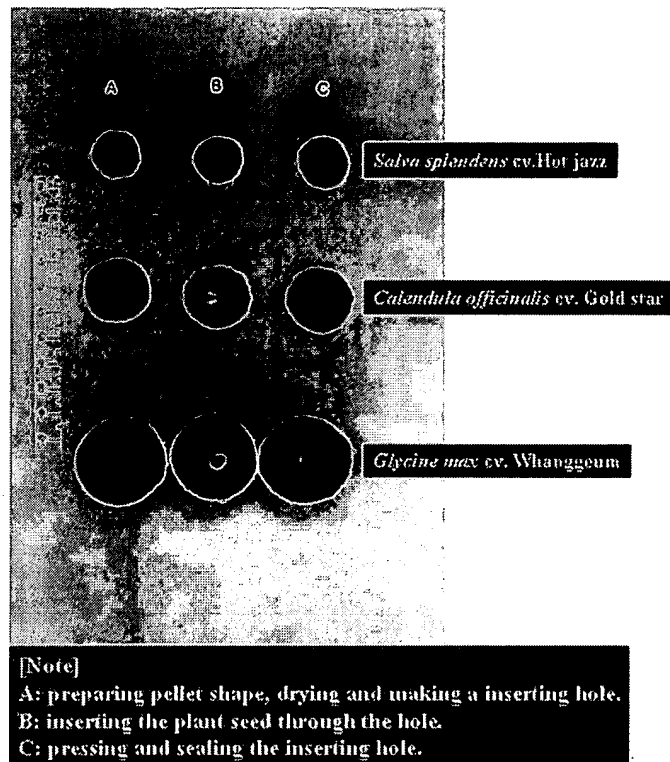 A B C
Salva splendens cv.Hot jazz
Calendula officinalis cv. Gold star
Glycine max cv. Whanggeum
[Note]
A: preparing pellet shape, drying and making a inserting hole.
B: inserting the plant seed through the hole.
C: pressing and sealing the inserting hole.